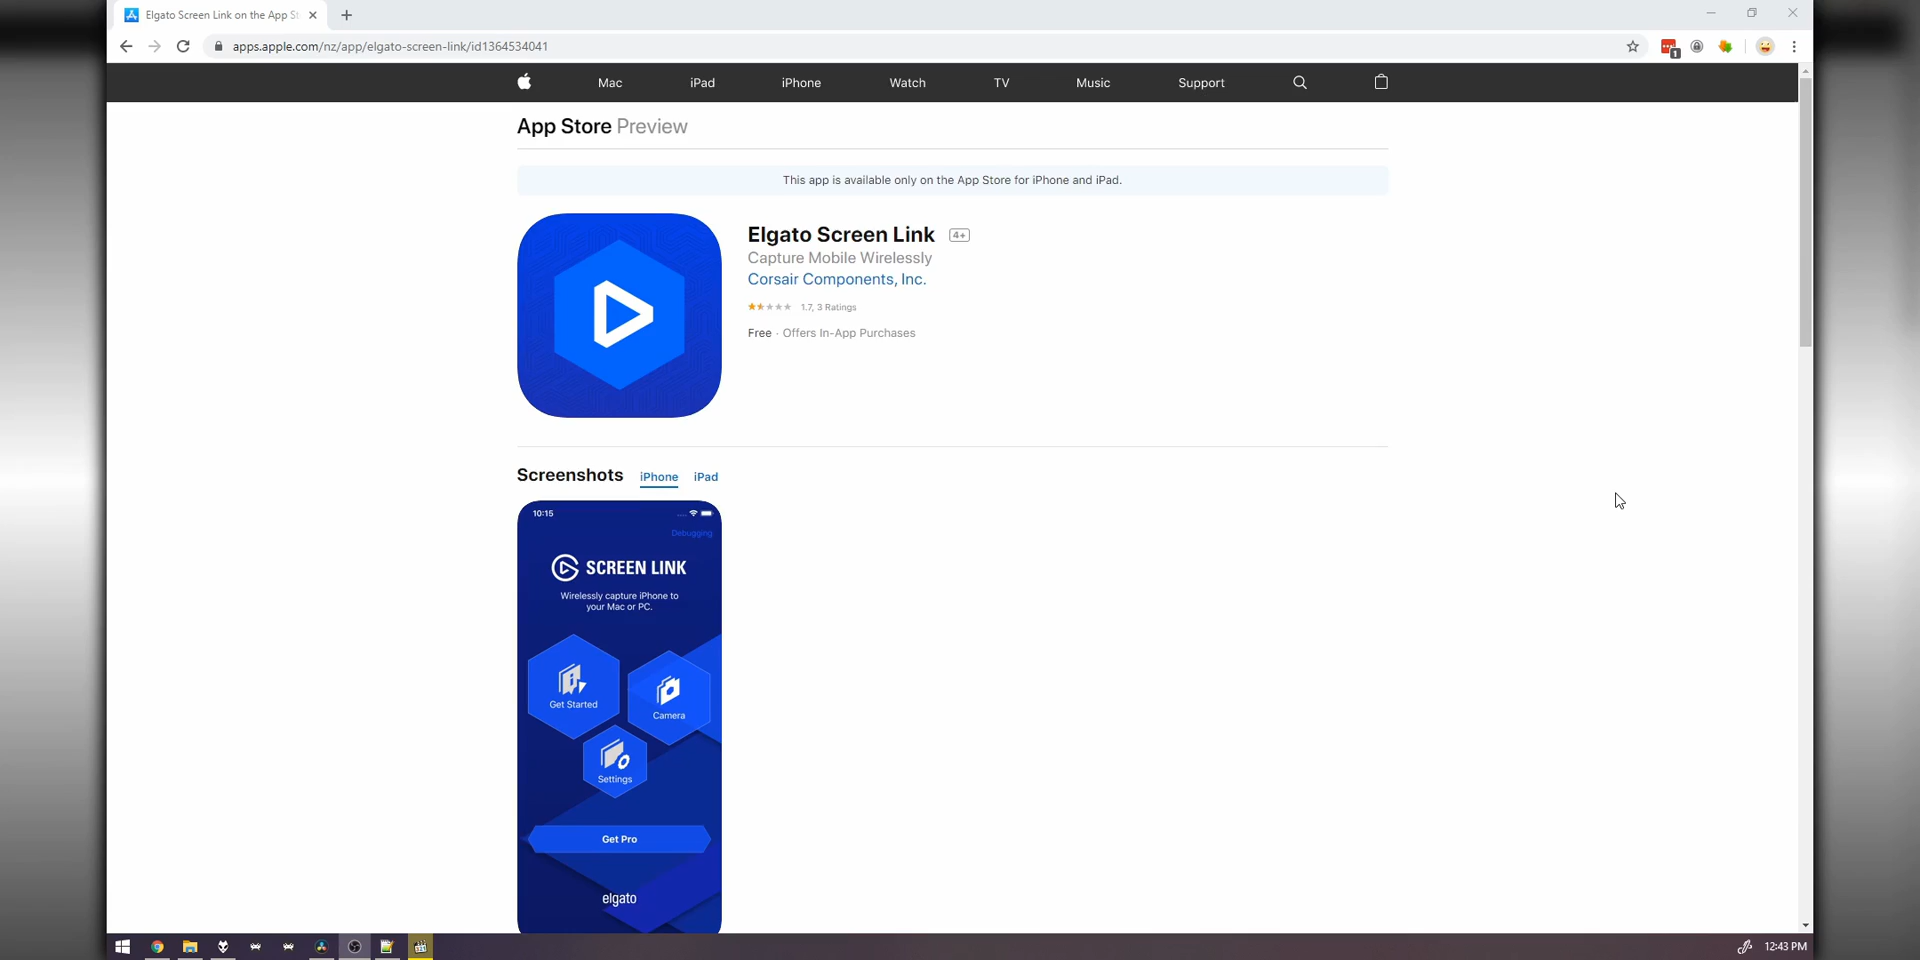 Elgato Screen Link on the App St
apps.apple.com/nz/app/elgato-screen-link/id1364534041
1
Mac iPad iPhone Watch TV Music Support
App Store Preview
This app is available only on the App Store for iPhone and iPad.
Elgato Screen Link 4+
Capture Mobile Wirelessly
Corsair Components, Inc.
1.7, 3 Ratings
Free · Offers In-App Purchases
Screenshots iPhone iPad
10:15
Debugging
SCREEN LINK
Wirelessly capture iPhone to
your Mac or PC.
Get Started
Camera
Settings
Get Pro
elgato
12:43 PM